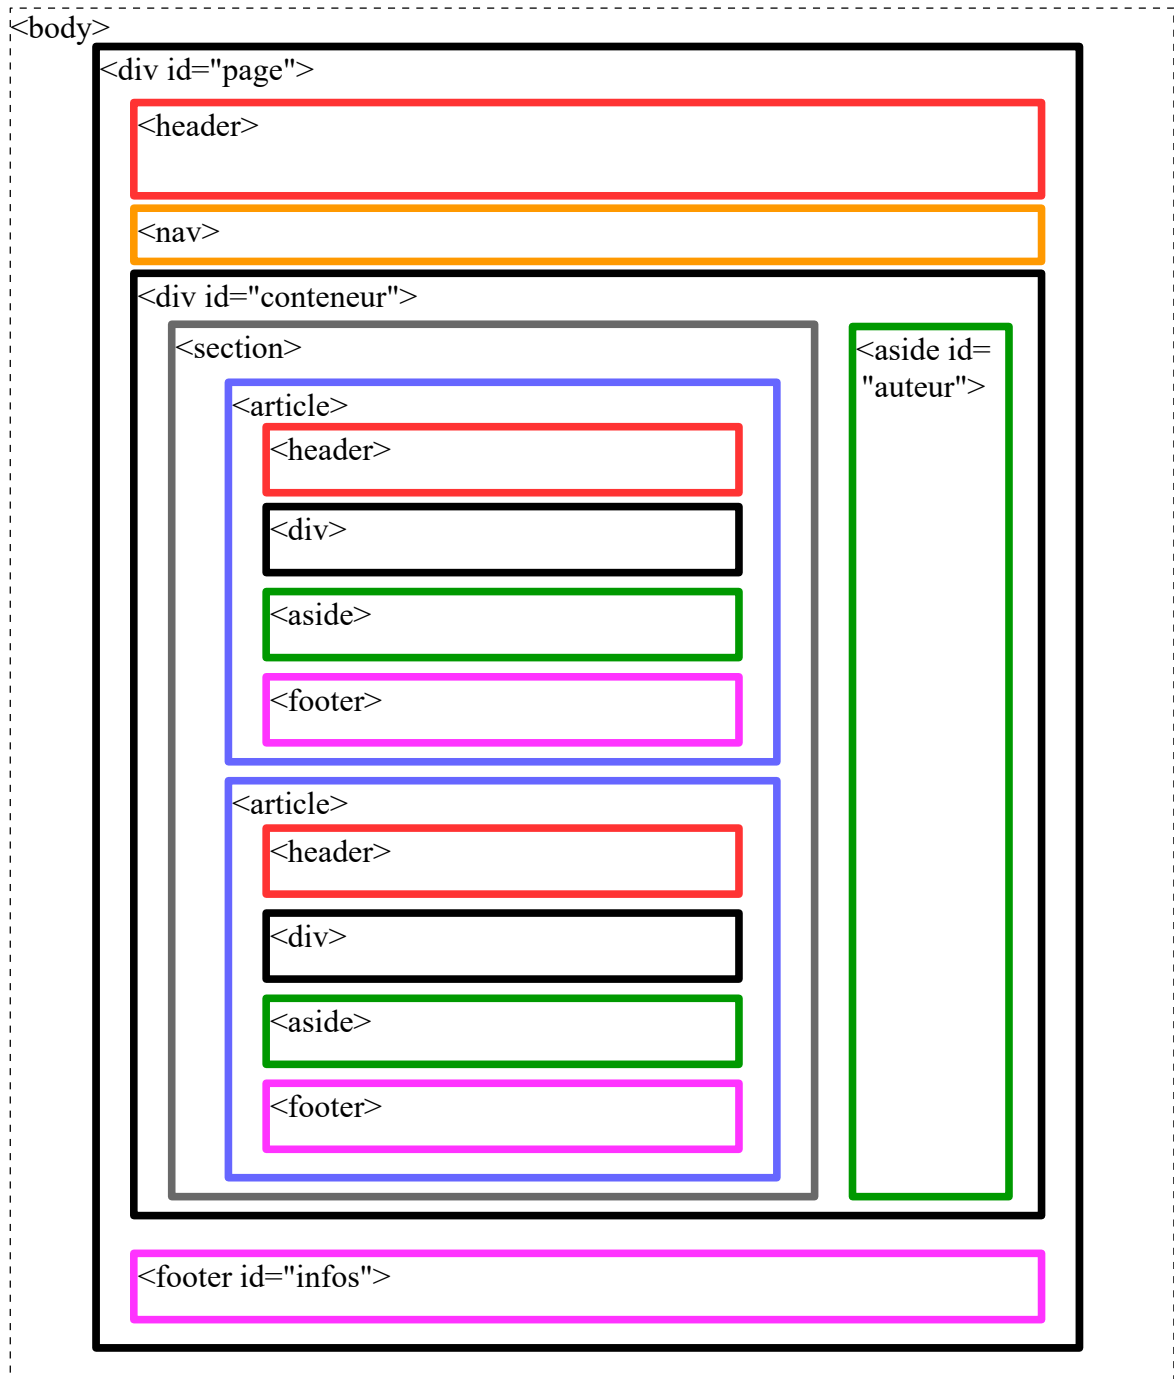 <body>
<div id="page">
<header>
<nav>
<div id="conteneur">
<section>
<article>
<header>
<div>
<aside>
<footer>
<article>
<header>
<div>
<aside>
<footer>
<aside id=
"auteur">
<footer id="infos">